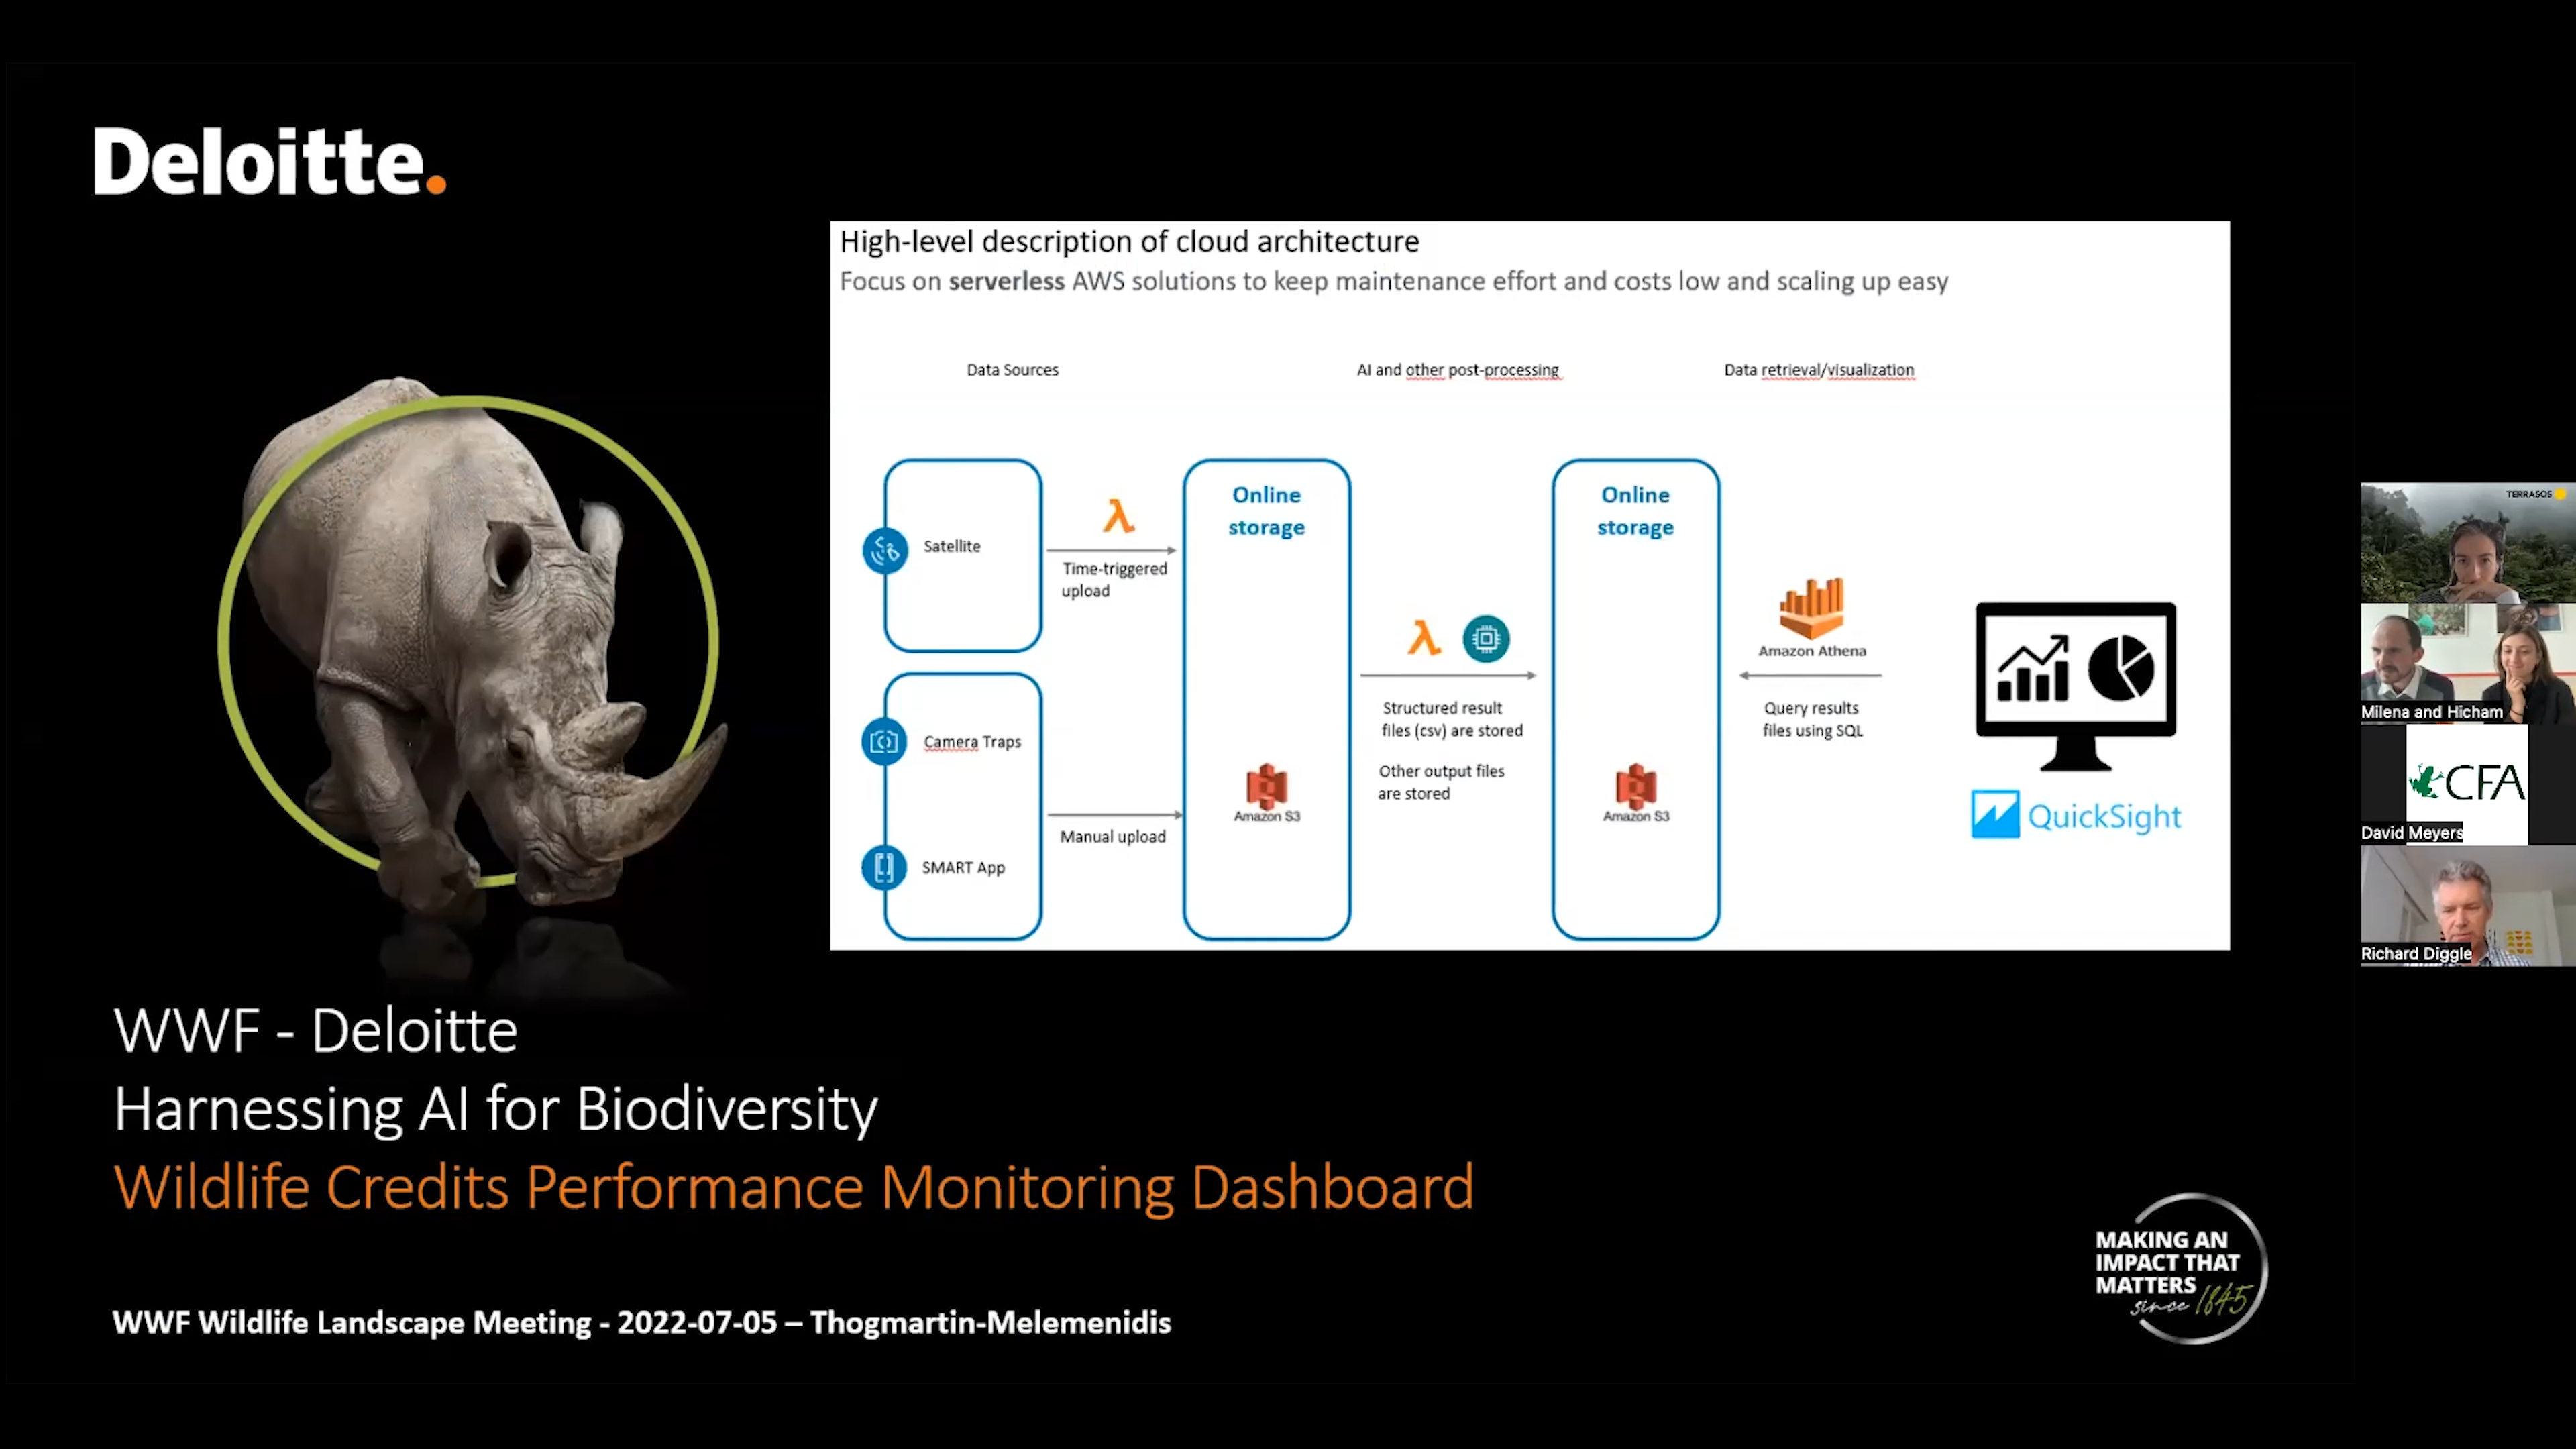 Deloitte.
High-level description of cloud architecture
Focus on serverless AWS solutions to keep maintenance effort and costs low and scaling up easy
Data Sources
AI and other post-processing
Data retrieval/visualization
Satellite
Time-triggered
upload
Online
storage
Camera Traps
SMART App
Manual upload
Amazon S3
Structured result
files (csv) are stored
Other output files
are stored
Online
storage
Amazon S3
Amazon Athena
Query results
files using SQL
QuickSight
TERRASOS
Milena and Hicham
CFA
David Meyers
Richard Diggle
WWF - Deloitte
Harnessing AI for Biodiversity
Wildlife Credits Performance Monitoring Dashboard
WWF Wildlife Landscape Meeting - 2022-07-05 – Thogmartin-Melemenidis
MAKING AN
IMPACT THAT
MATTERS
since 1845